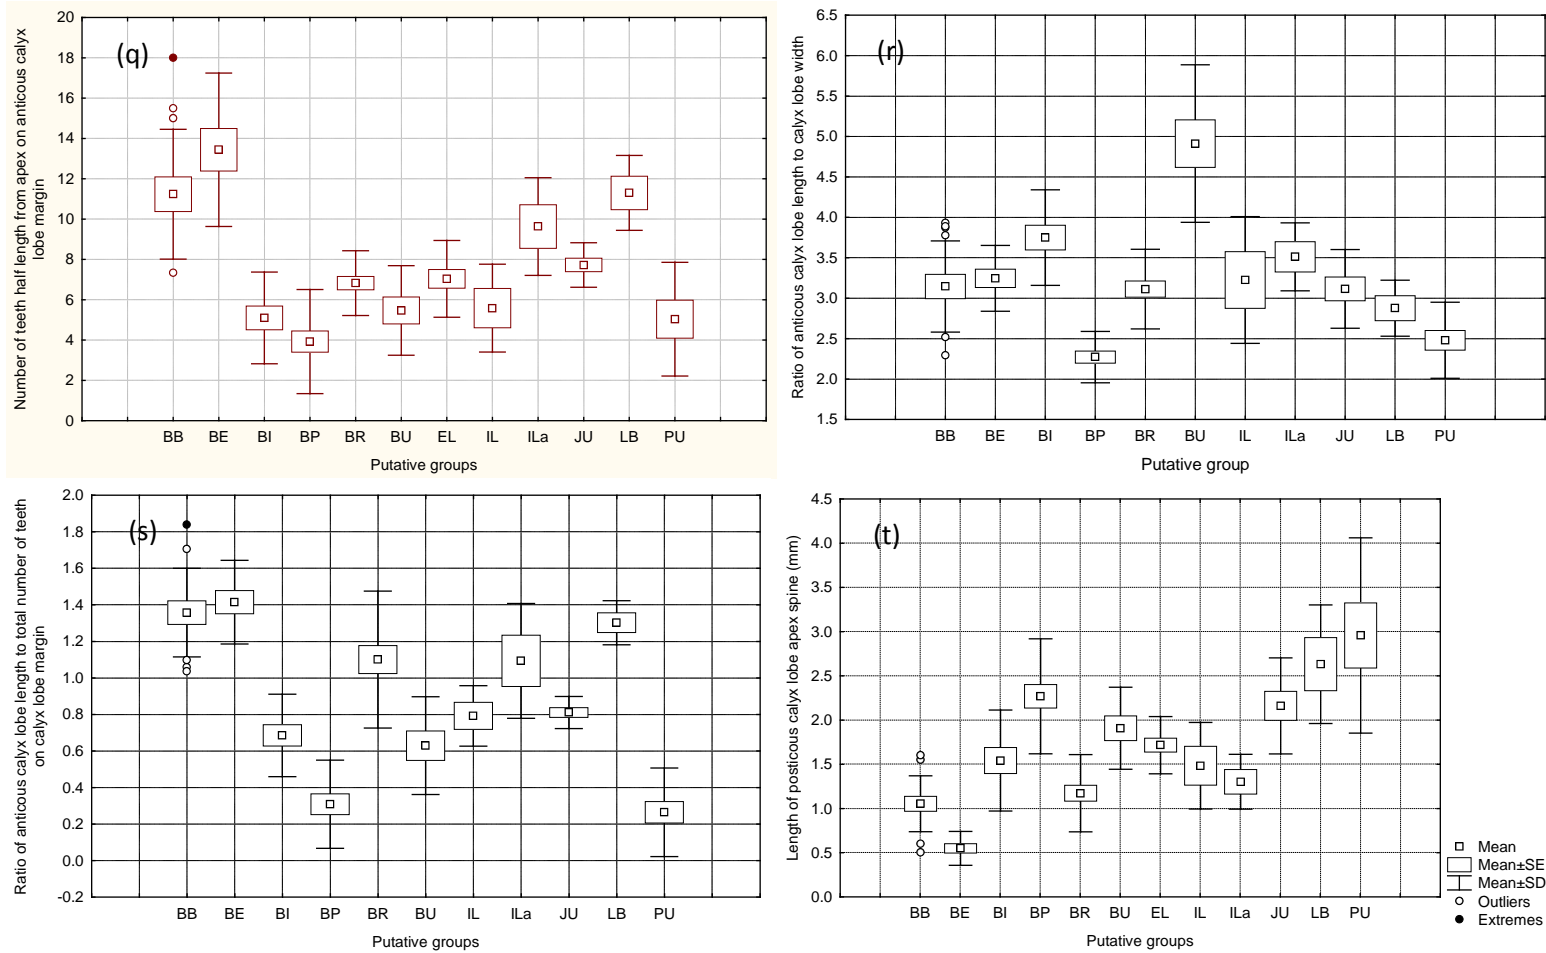 (q)
Number of teeth half length from apex on anticous calyx
lobe margin
20
18
16
14
12
10
8
6
4
2
0
BB BE BI BP BR BU EL IL ILa JU LB PU
Putative groups
(r)
Ratio of anticous calyx lobe length to calyx lobe width
6.5
6.0
5.5
5.0
4.5
4.0
3.5
3.0
2.5
2.0
1.5
BB BE BI BP BR BU IL ILa JU LB PU
Putative group
(s)
Ratio of anticous calyx lobe length to total number of teeth
on calyx lobe margin
2.0
1.8
1.6
1.4
1.2
1.0
0.8
0.6
0.4
0.2
0.0
-0.2
BB BE BI BP BR BU IL ILa JU LB PU
Putative groups
(t)
Length of posticous calyx lobe apex spine (mm)
4.5
4.0
3.5
3.0
2.5
2.0
1.5
1.0
0.5
0.0
BB BE BI BP BR BU EL IL ILa JU LB PU
Putative groups
Mean
Mean±SE
Mean±SD
Outliers
Extremes